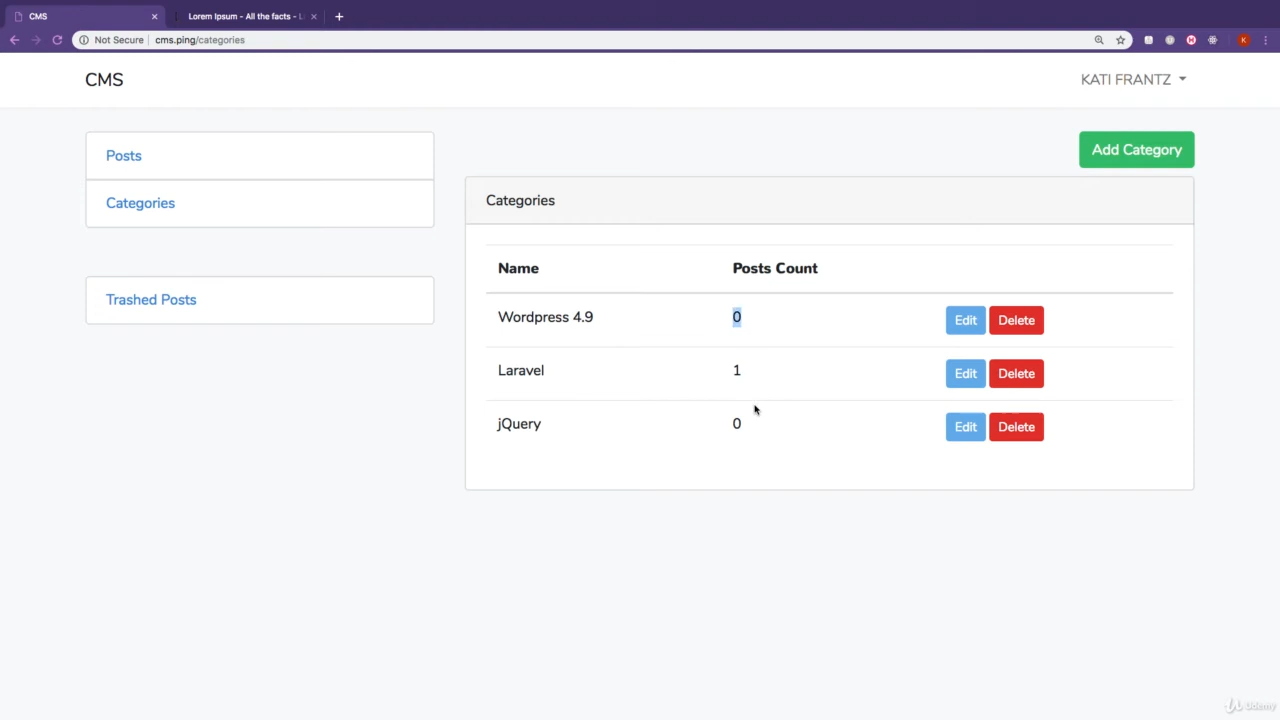 CMS
Lorem Ipsum - All the facts - L
Not Secure
cms.ping/categories
K
CMS
KATI FRANTZ
Posts
Categories
Trashed Posts
Add Category
Categories
Name Posts Count
Wordpress 4.9 0 Edit Delete
Laravel 1 Edit Delete
jQuery 0 Edit Delete
Udemy